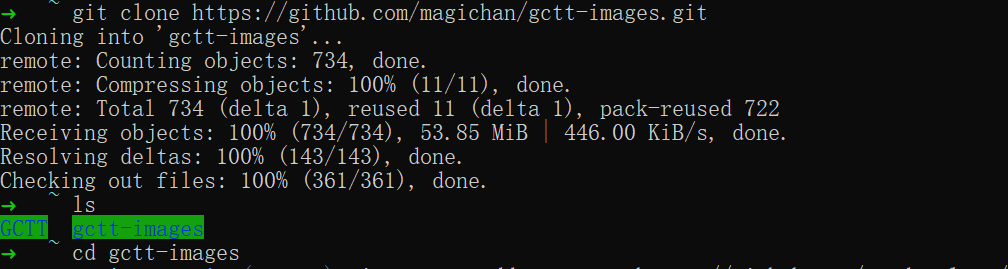 ➜ ~ git clone https://github.com/magichan/gctt-images.git
Cloning into 'gctt-images'...
remote: Counting objects: 734, done.
remote: Compressing objects: 100% (11/11), done.
remote: Total 734 (delta 1), reused 11 (delta 1), pack-reused 722
Receiving objects: 100% (734/734), 53.85 MiB | 446.00 KiB/s, done.
Resolving deltas: 100% (143/143), done.
Checking out files: 100% (361/361), done.
➜ ~ ls
GCTT gctt-images
➜ ~ cd gctt-images